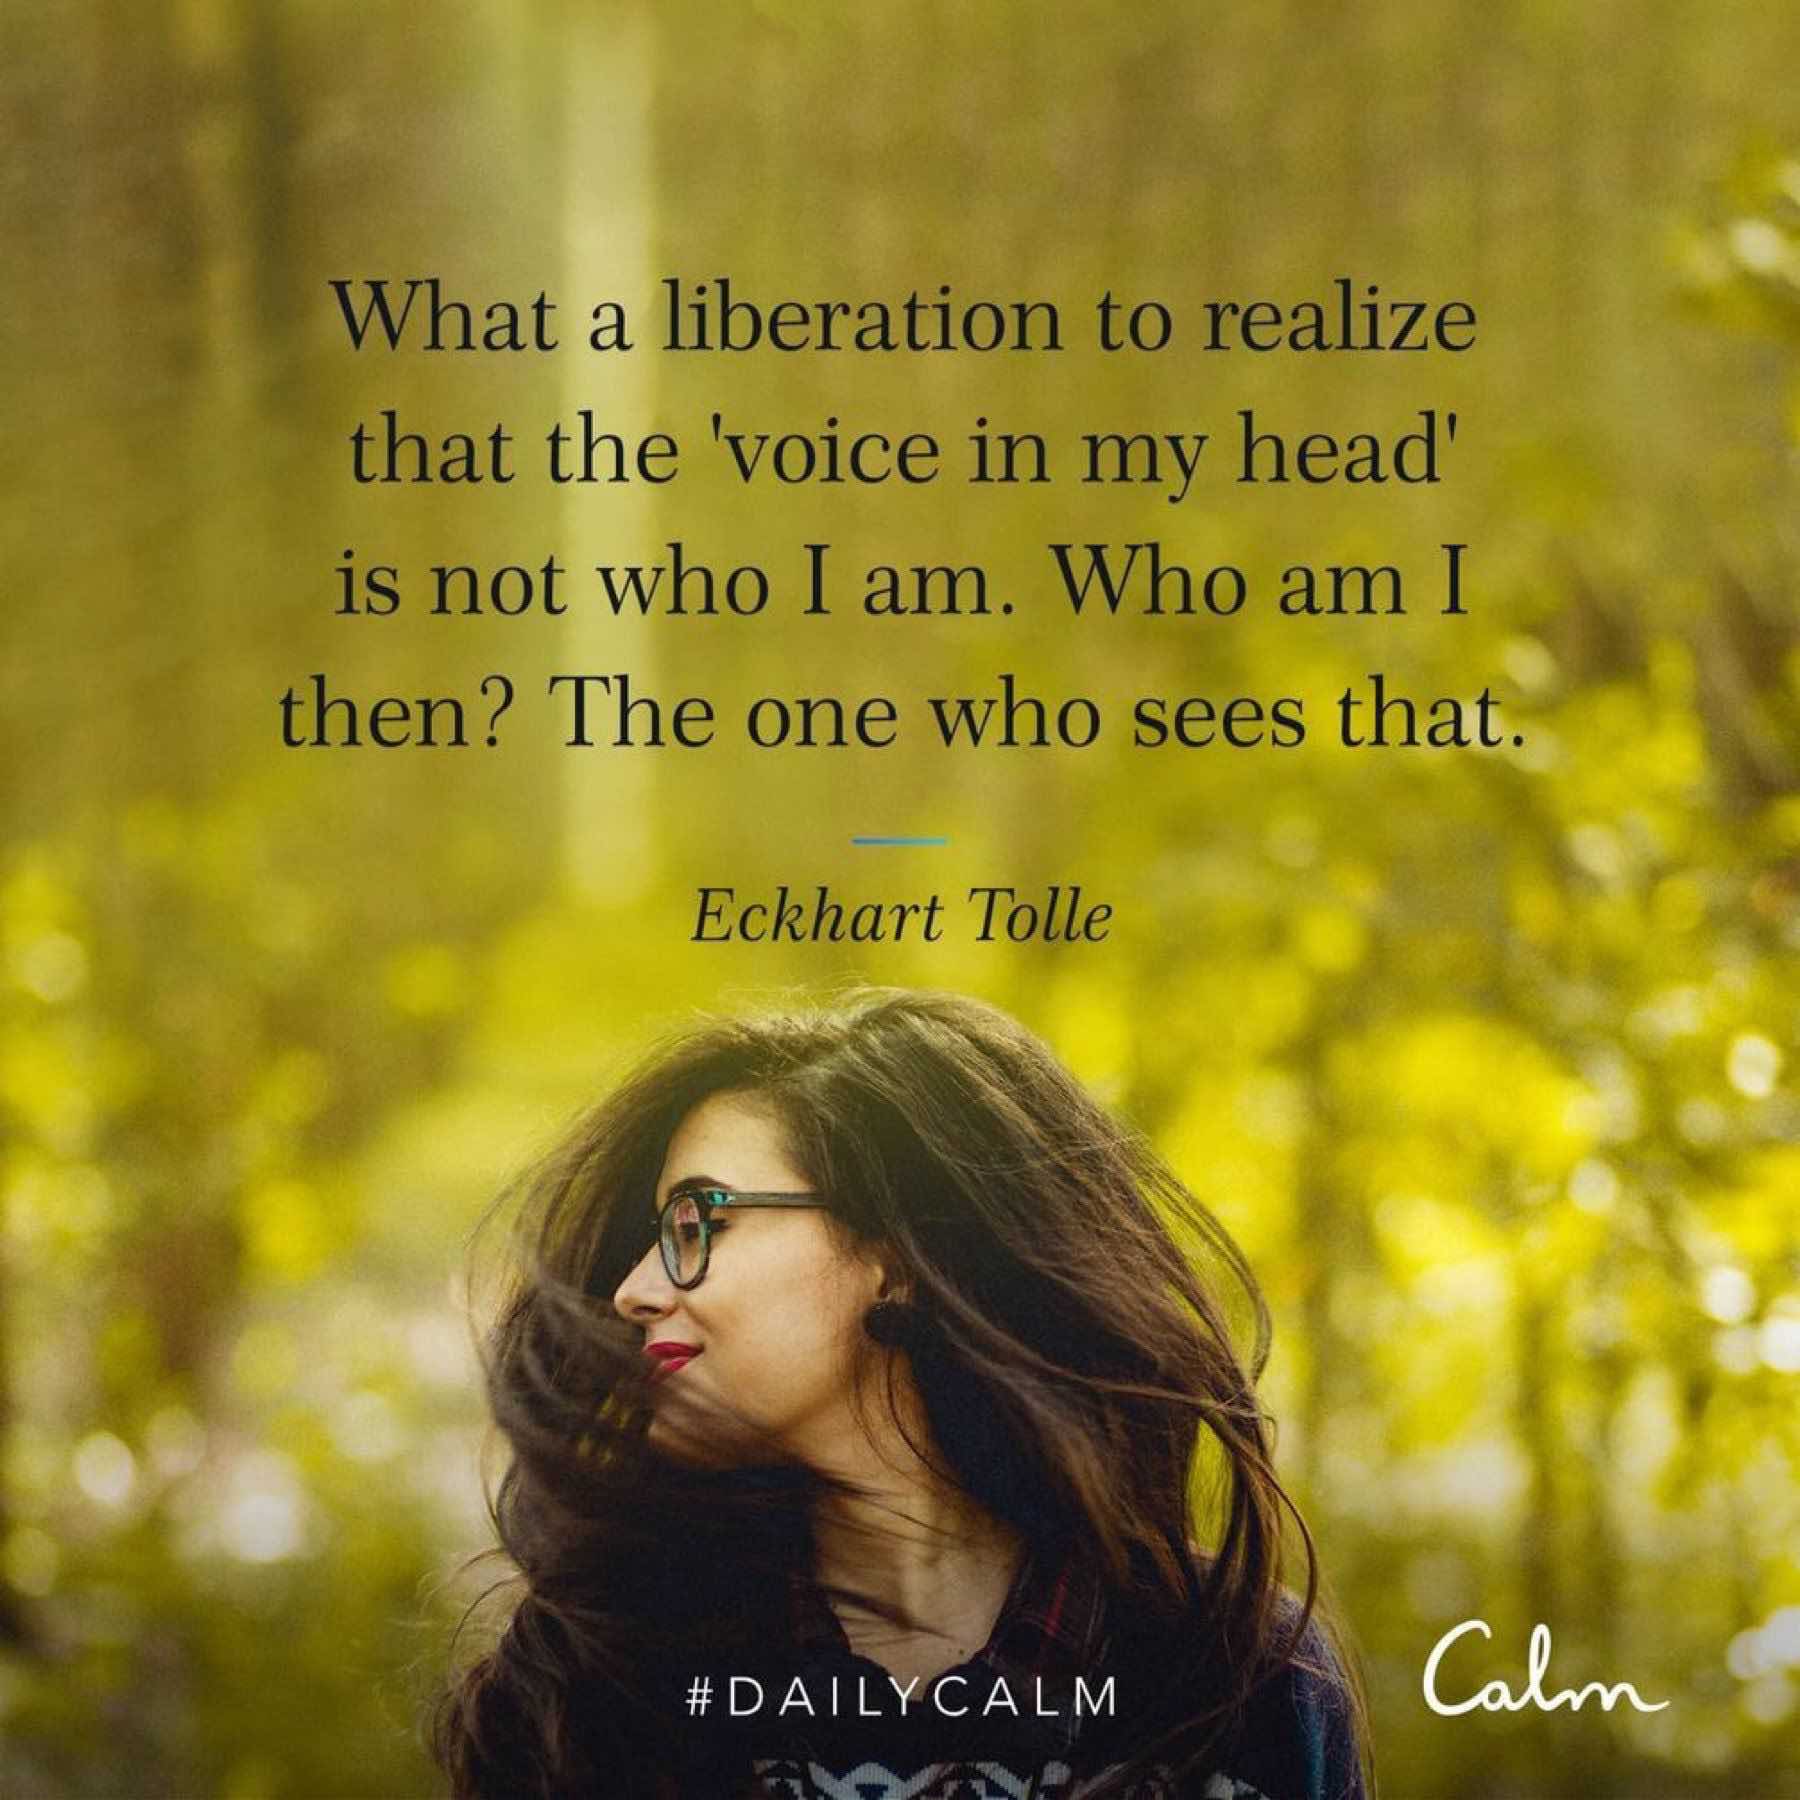 What a liberation to realize
that the 'voice in my head'
is not who I am. Who am I
then? The one who sees that.
Eckhart Tolle
#DAILYCALM
Calm